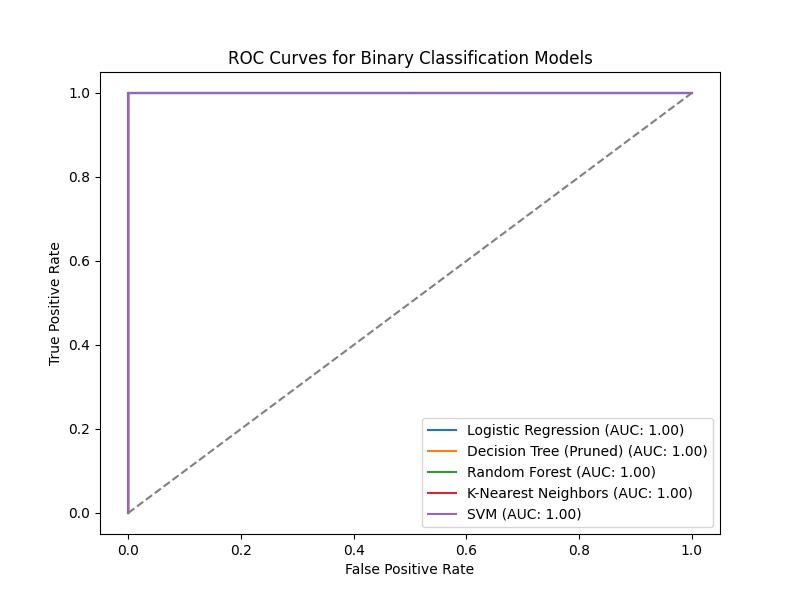 ROC Curves for Binary Classification Models
True Positive Rate
1.0
0.8
0.6
0.4
0.2
0.0
Logistic Regression (AUC: 1.00)
Decision Tree (Pruned) (AUC: 1.00)
Random Forest (AUC: 1.00)
K-Nearest Neighbors (AUC: 1.00)
SVM (AUC: 1.00)
0.0 0.2 0.4 0.6 0.8 1.0
False Positive Rate